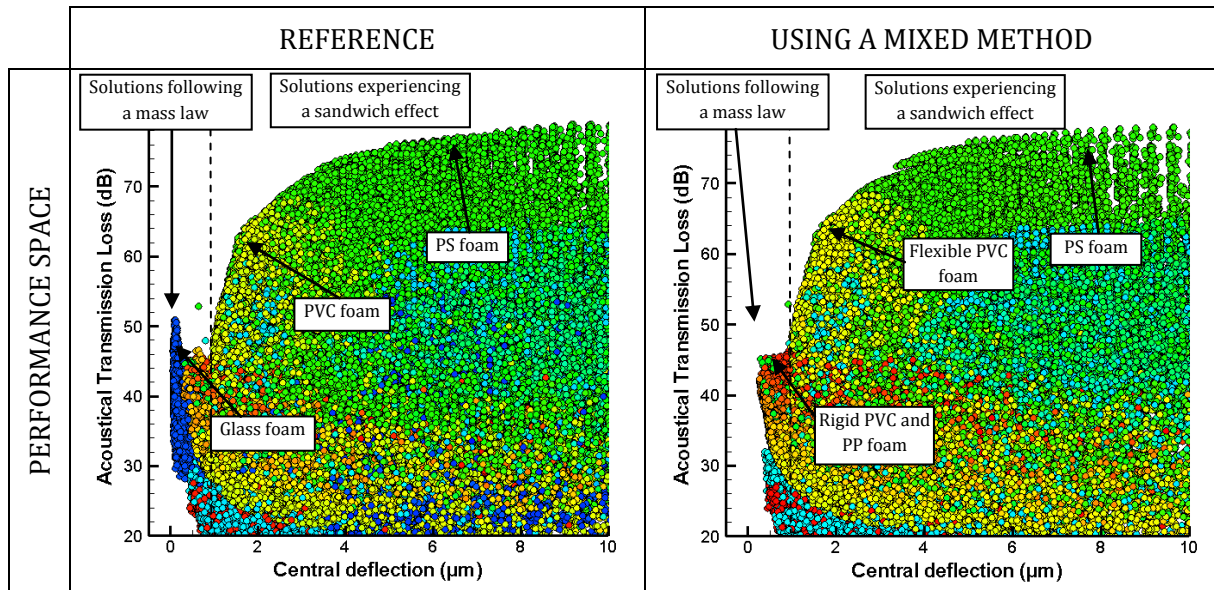 REFERENCE
USING A MIXED METHOD
PERFORMANCE SPACE
Solutions following
a mass law
Solutions experiencing
a sandwich effect
PS foam
PVC foam
Glass foam
Acoustical Transmission Loss (dB)
70
60
50
40
30
20
0
2
4
6
8
10
Central deflection (µm)
Solutions following
a mass law
Solutions experiencing
a sandwich effect
Flexible PVC
foam
PS foam
Rigid PVC and
PP foam
Acoustical Transmission Loss (dB)
70
60
50
40
30
20
0
2
4
6
8
10
Central deflection (µm)